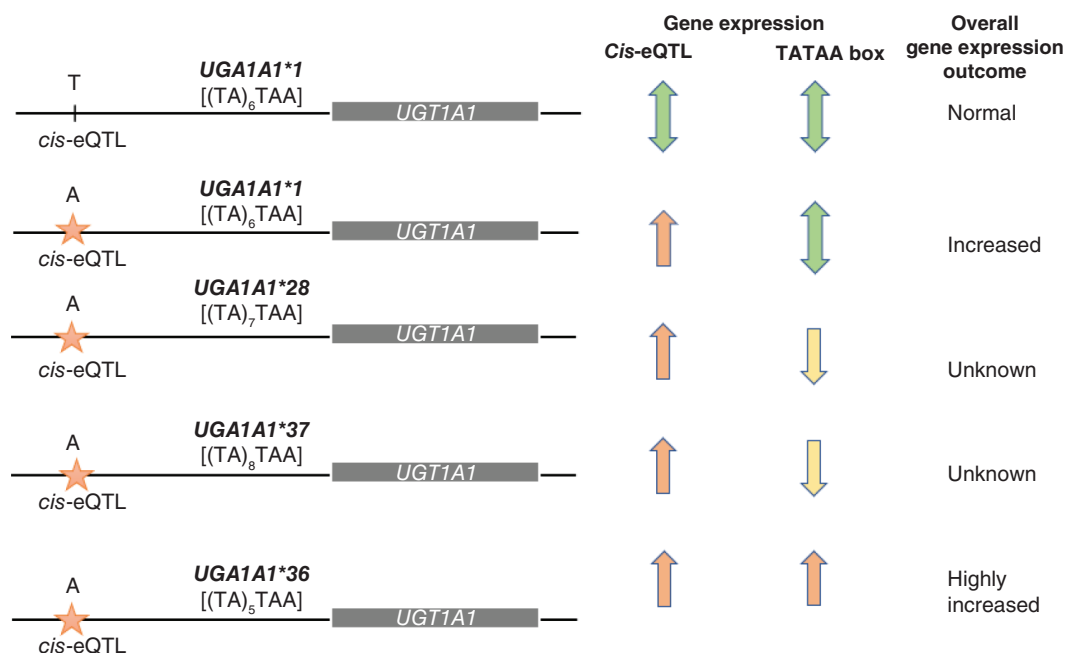 Gene expression
Overall gene expression outcome
Cis-eQTL
TATAA box
T
UGA1A1*1
[(TA)₆TAA]
UGT1A1
cis-eQTL
Normal
A
UGA1A1*1
[(TA)₆TAA]
UGT1A1
cis-eQTL
Increased
A
UGA1A1*28
[(TA)₇TAA]
UGT1A1
cis-eQTL
Unknown
A
UGA1A1*37
[(TA)₈TAA]
UGT1A1
cis-eQTL
Unknown
A
UGA1A1*36
[(TA)₅TAA]
UGT1A1
cis-eQTL
Highly
increased